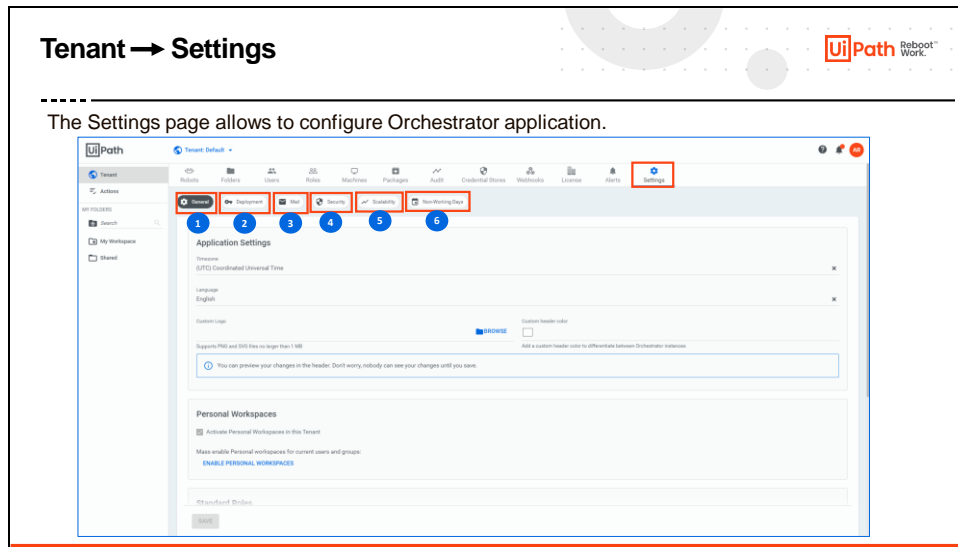 Tenant → Settings
UiPath Reboot™ Work.
The Settings page allows to configure Orchestrator application.
UiPath
Tenant: Default
AR
Tenant
Actions
MY FOLDERS
Search
My Workspace
Shared
Robots Folders Users Roles Machines Packages Audit Credential Stores Webhooks License Alerts Settings
General Deployment Mail Security Scalability Non-Working Days
1 2 3 4 5 6
Application Settings
Timezone
(UTC) Coordinated Universal Time
Language
English
Custom Logo
BROWSE
Supports PNG and SVG files no larger than 1 MB
Custom header color
Add a custom header color to differentiate between Orchestrator instances
You can preview your changes in the header. Don't worry, nobody can see your changes until you save.
Personal Workspaces
Activate Personal Workspaces in this Tenant
Mass enable Personal workspaces for current users and groups:
ENABLE PERSONAL WORKSPACES
Standard Roles
SAVE